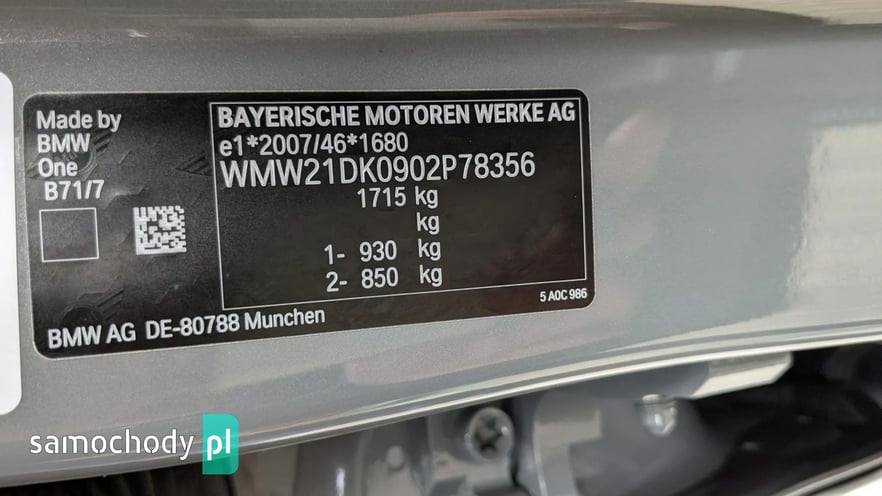 Made by
BMW
One
B71/7
BAYERISCHE MOTOREN WERKE AG
e1*2007/46*1680
WMW21DK0902P78356
1715 kg
kg
1- 930 kg
2- 850 kg
5 A0C 986
BMW AG DE-80788 Munchen
samochody pl